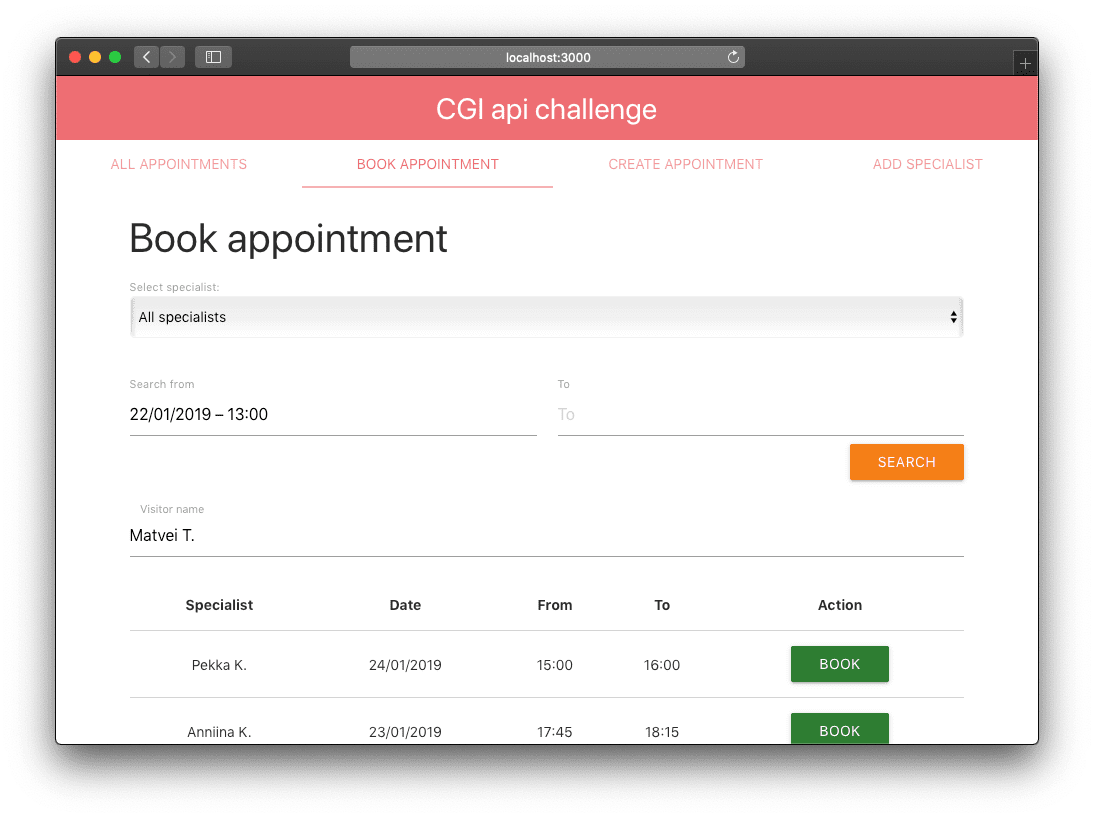 localhost:3000
CGI api challenge
ALL APPOINTMENTS BOOK APPOINTMENT CREATE APPOINTMENT ADD SPECIALIST
Book appointment
Select specialist:
All specialists
Search from To
22/01/2019 – 13:00 To
SEARCH
Visitor name
Matvei T.
Specialist Date From To Action
Pekka K. 24/01/2019 15:00 16:00 BOOK
Anniina K. 23/01/2019 17:45 18:15 BOOK